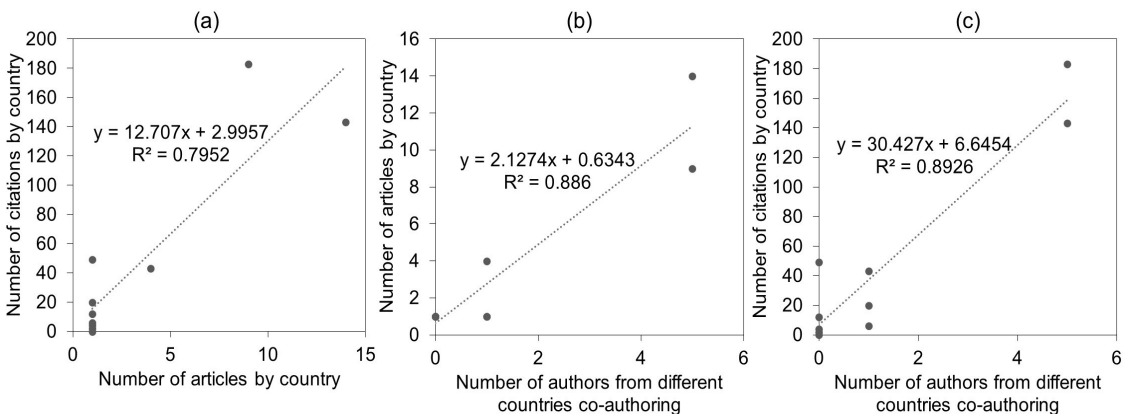 (a)
Number of citations by country
200
180
160
140
120
100
80
60
40
20
0
y = 12.707x + 2.9957
R² = 0.7952
0 5 10 15
Number of articles by country
(b)
Number of articles by country
16
14
12
10
8
6
4
2
0
y = 2.1274x + 0.6343
R² = 0.886
0 2 4 6
Number of authors from different
countries co-authoring
(c)
Number of citations by country
200
180
160
140
120
100
80
60
40
20
0
y = 30.427x + 6.6454
R² = 0.8926
0 2 4 6
Number of authors from different
countries co-authoring